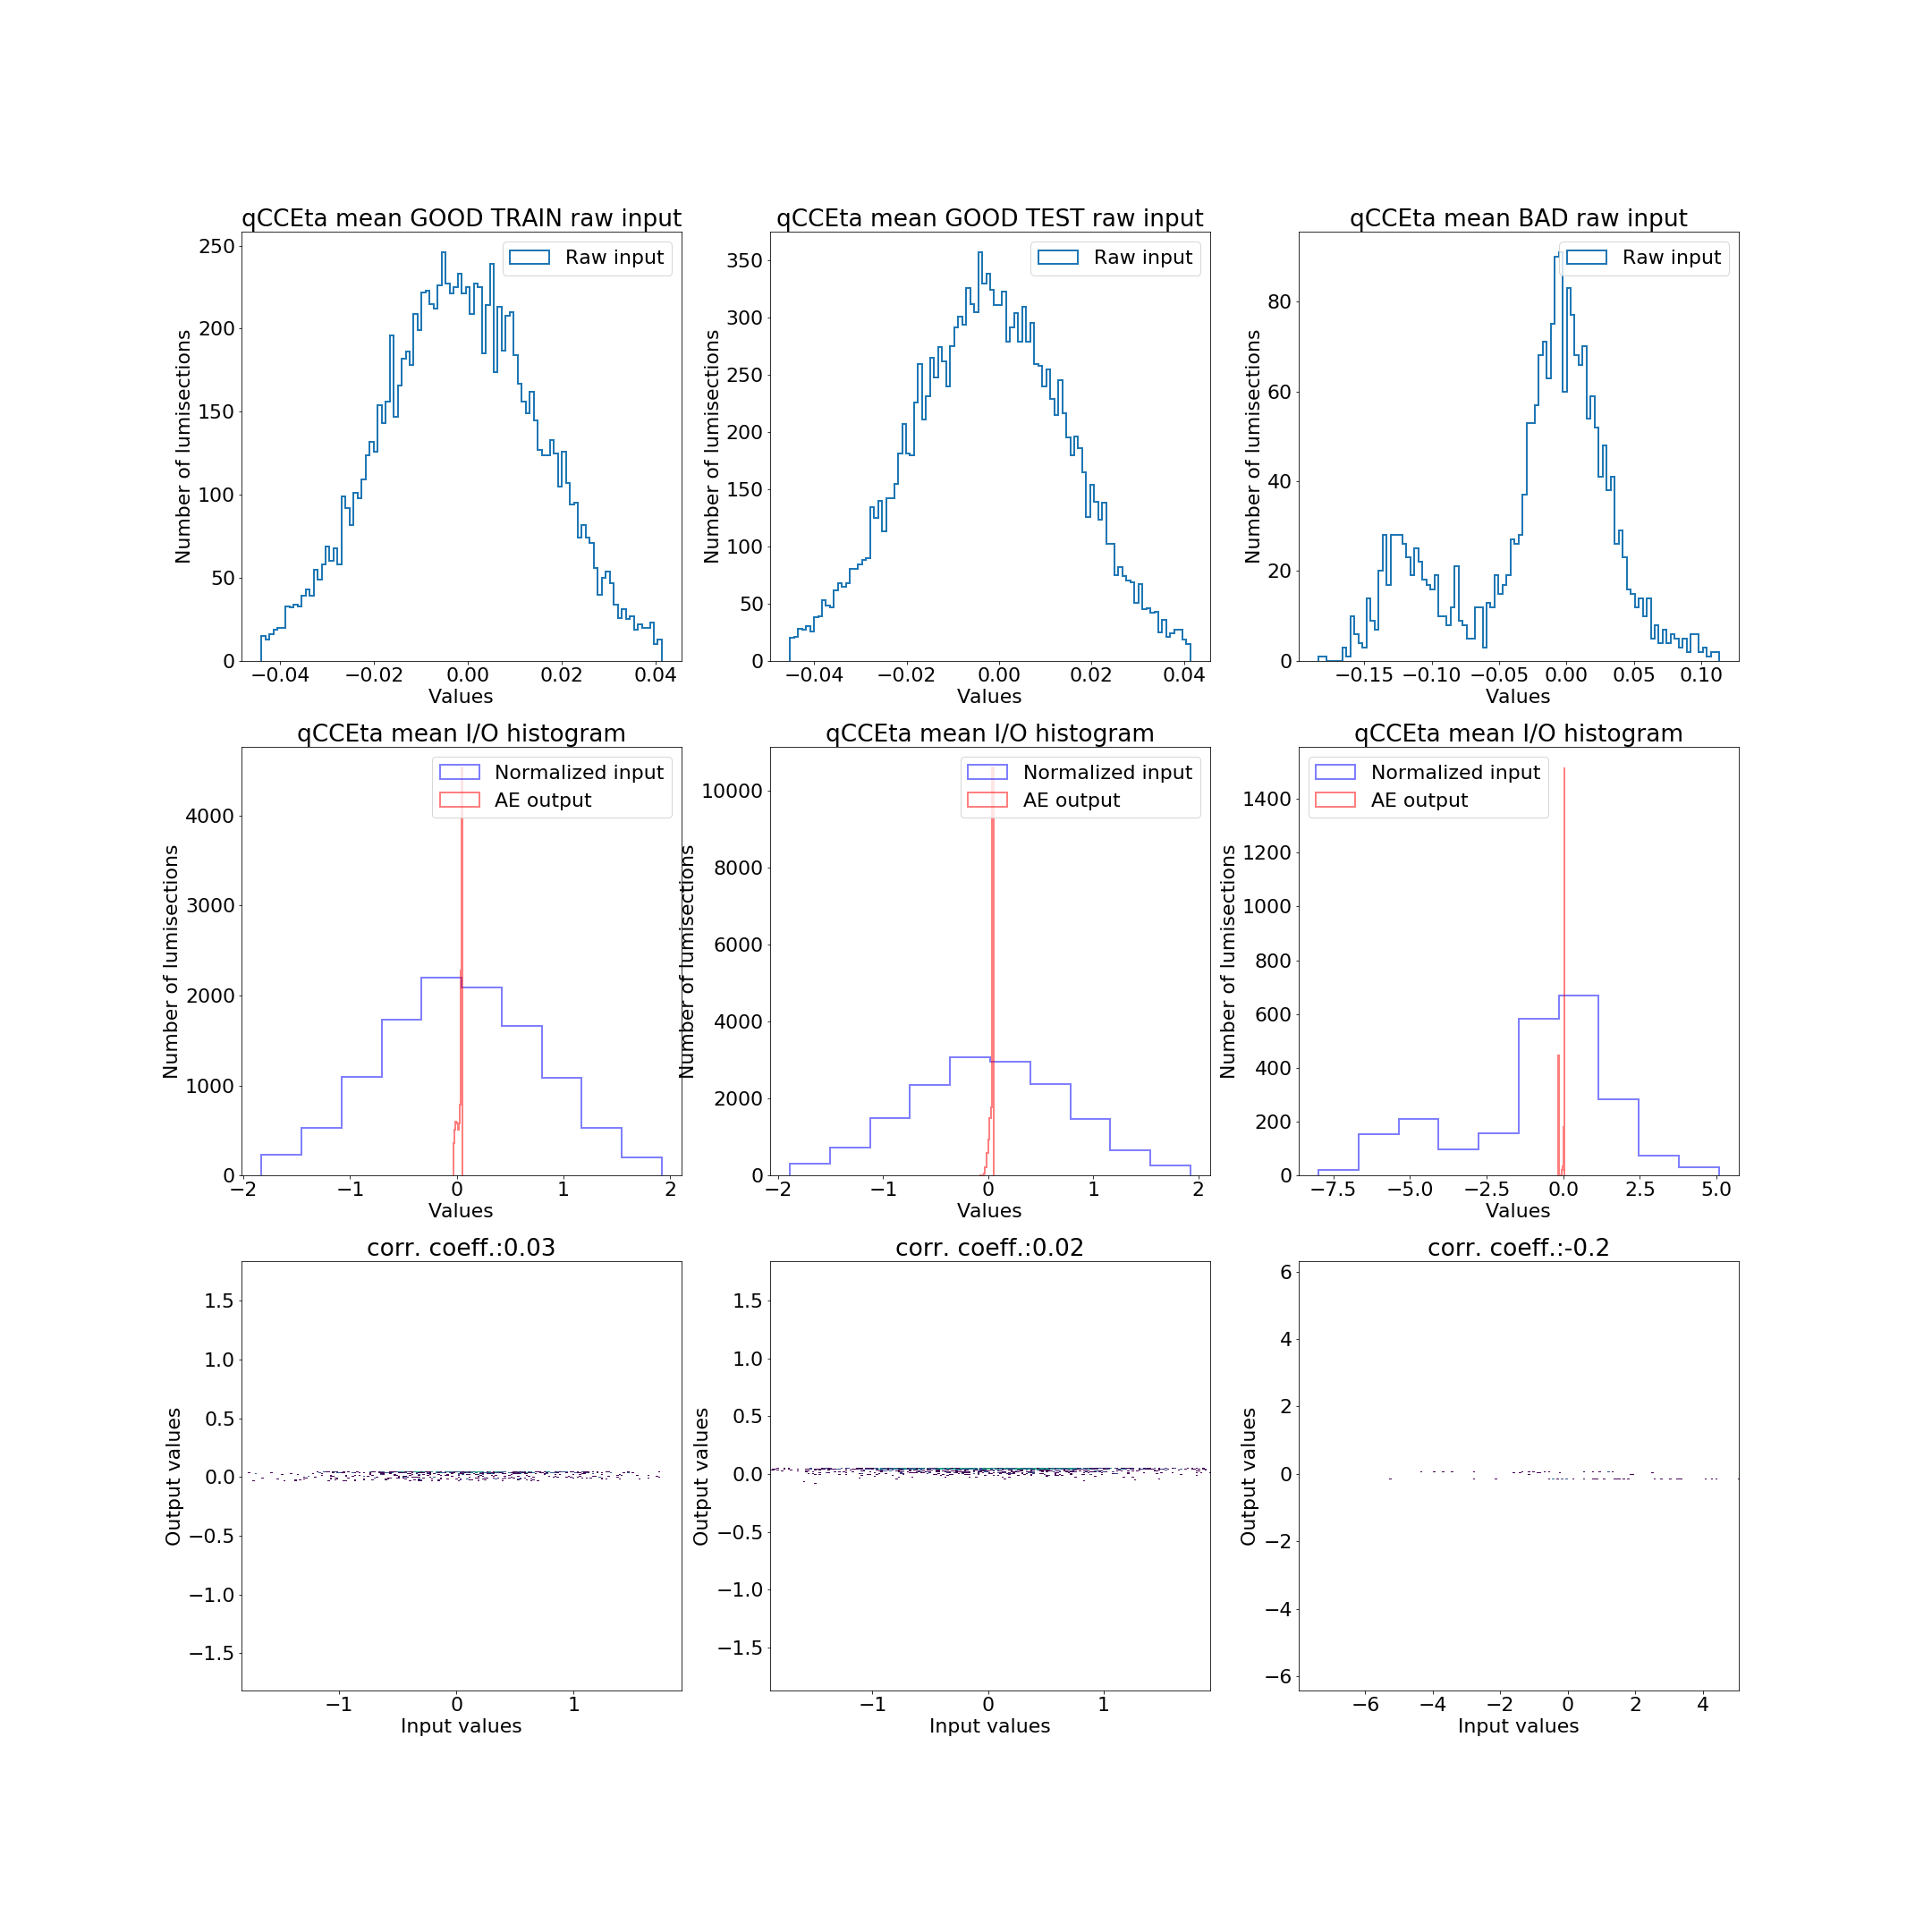 qCCEta mean GOOD TRAIN raw input
Raw input
250
200
150
100
50
0
Number of lumisections
−0.04 −0.02 0.00 0.02 0.04
Values
qCCEta mean GOOD TEST raw input
Raw input
350
300
250
200
150
100
50
0
Number of lumisections
−0.04 −0.02 0.00 0.02 0.04
Values
qCCEta mean BAD raw input
Raw input
80
60
40
20
0
Number of lumisections
−0.15 −0.10 −0.05 0.00 0.05 0.10
Values
qCCEta mean I/O histogram
Normalized input
AE output
4000
3000
2000
1000
0
Number of lumisections
−2 −1 0 1 2
Values
qCCEta mean I/O histogram
Normalized input
AE output
10000
8000
6000
4000
2000
0
Number of lumisections
−2 −1 0 1 2
Values
qCCEta mean I/O histogram
Normalized input
AE output
1400
1200
1000
800
600
400
200
0
Number of lumisections
−7.5 −5.0 −2.5 0.0 2.5 5.0
Values
corr. coeff.:0.03
1.5
1.0
0.5
0.0
−0.5
−1.0
−1.5
Output values
−1 0 1
Input values
corr. coeff.:0.02
1.5
1.0
0.5
0.0
−0.5
−1.0
−1.5
Output values
−1 0 1
Input values
corr. coeff.:-0.2
6
4
2
0
−2
−4
−6
Output values
−6 −4 −2 0 2 4
Input values